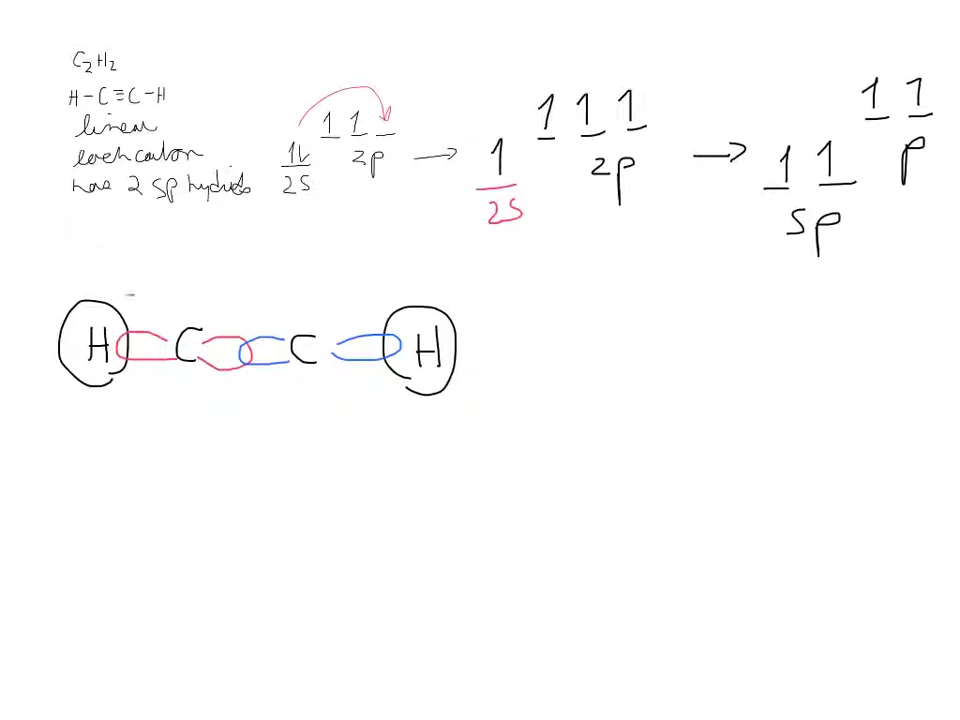 C2H2
H-C≡C-H
linear
each carbon
has 2 sp hybrids
1 1
1l
2s
2p
→
1
2s
1 1 1
2p
→
1 1
sp
1 1
p
H C C H